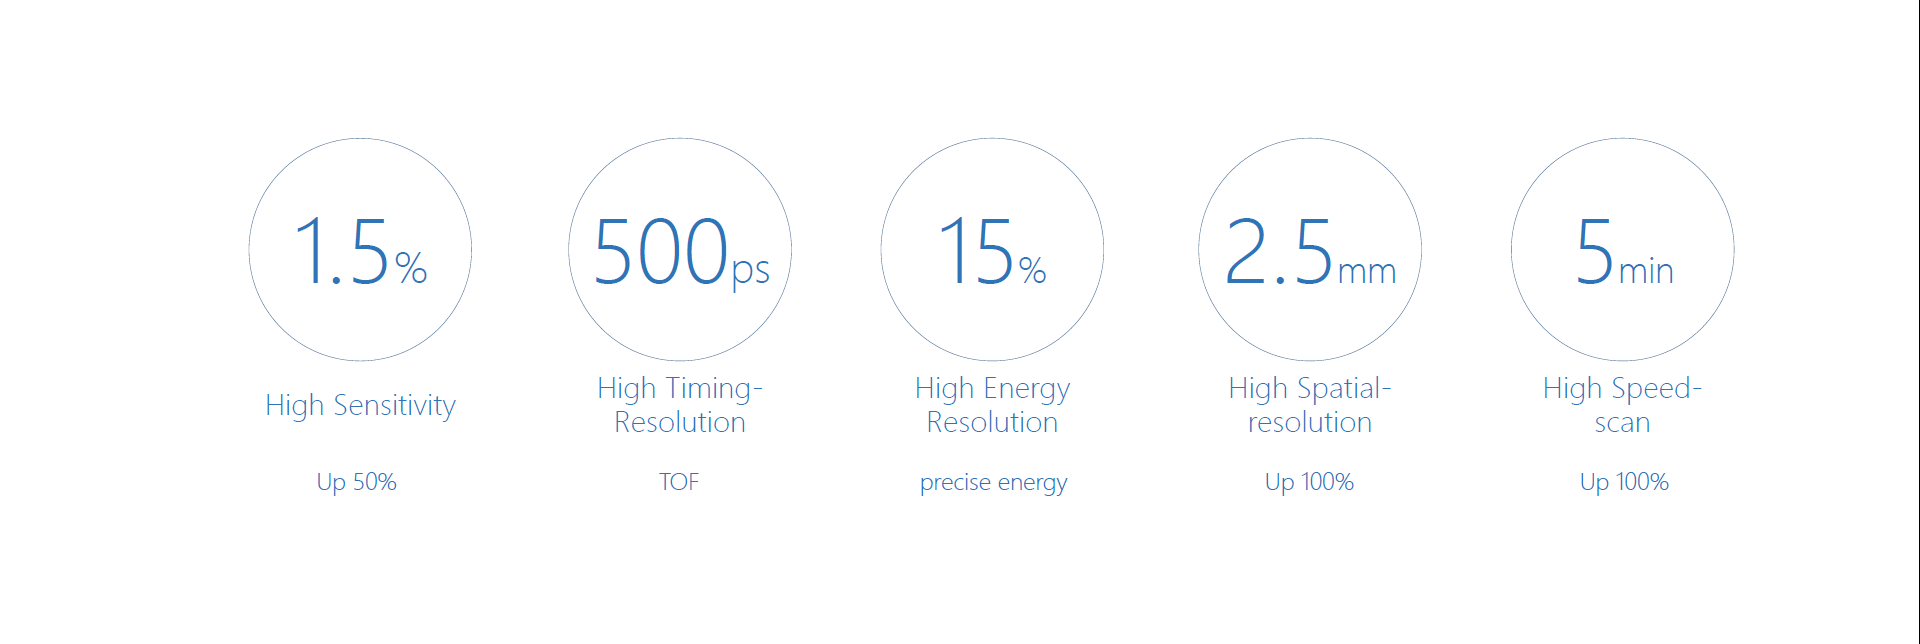 1.5%
500ps
15%
2.5mm
5min
High Sensitivity
High Timing-
Resolution
High Energy
Resolution
High Spatial-
resolution
High Speed-
scan
Up 50%
TOF
precise energy
Up 100%
Up 100%